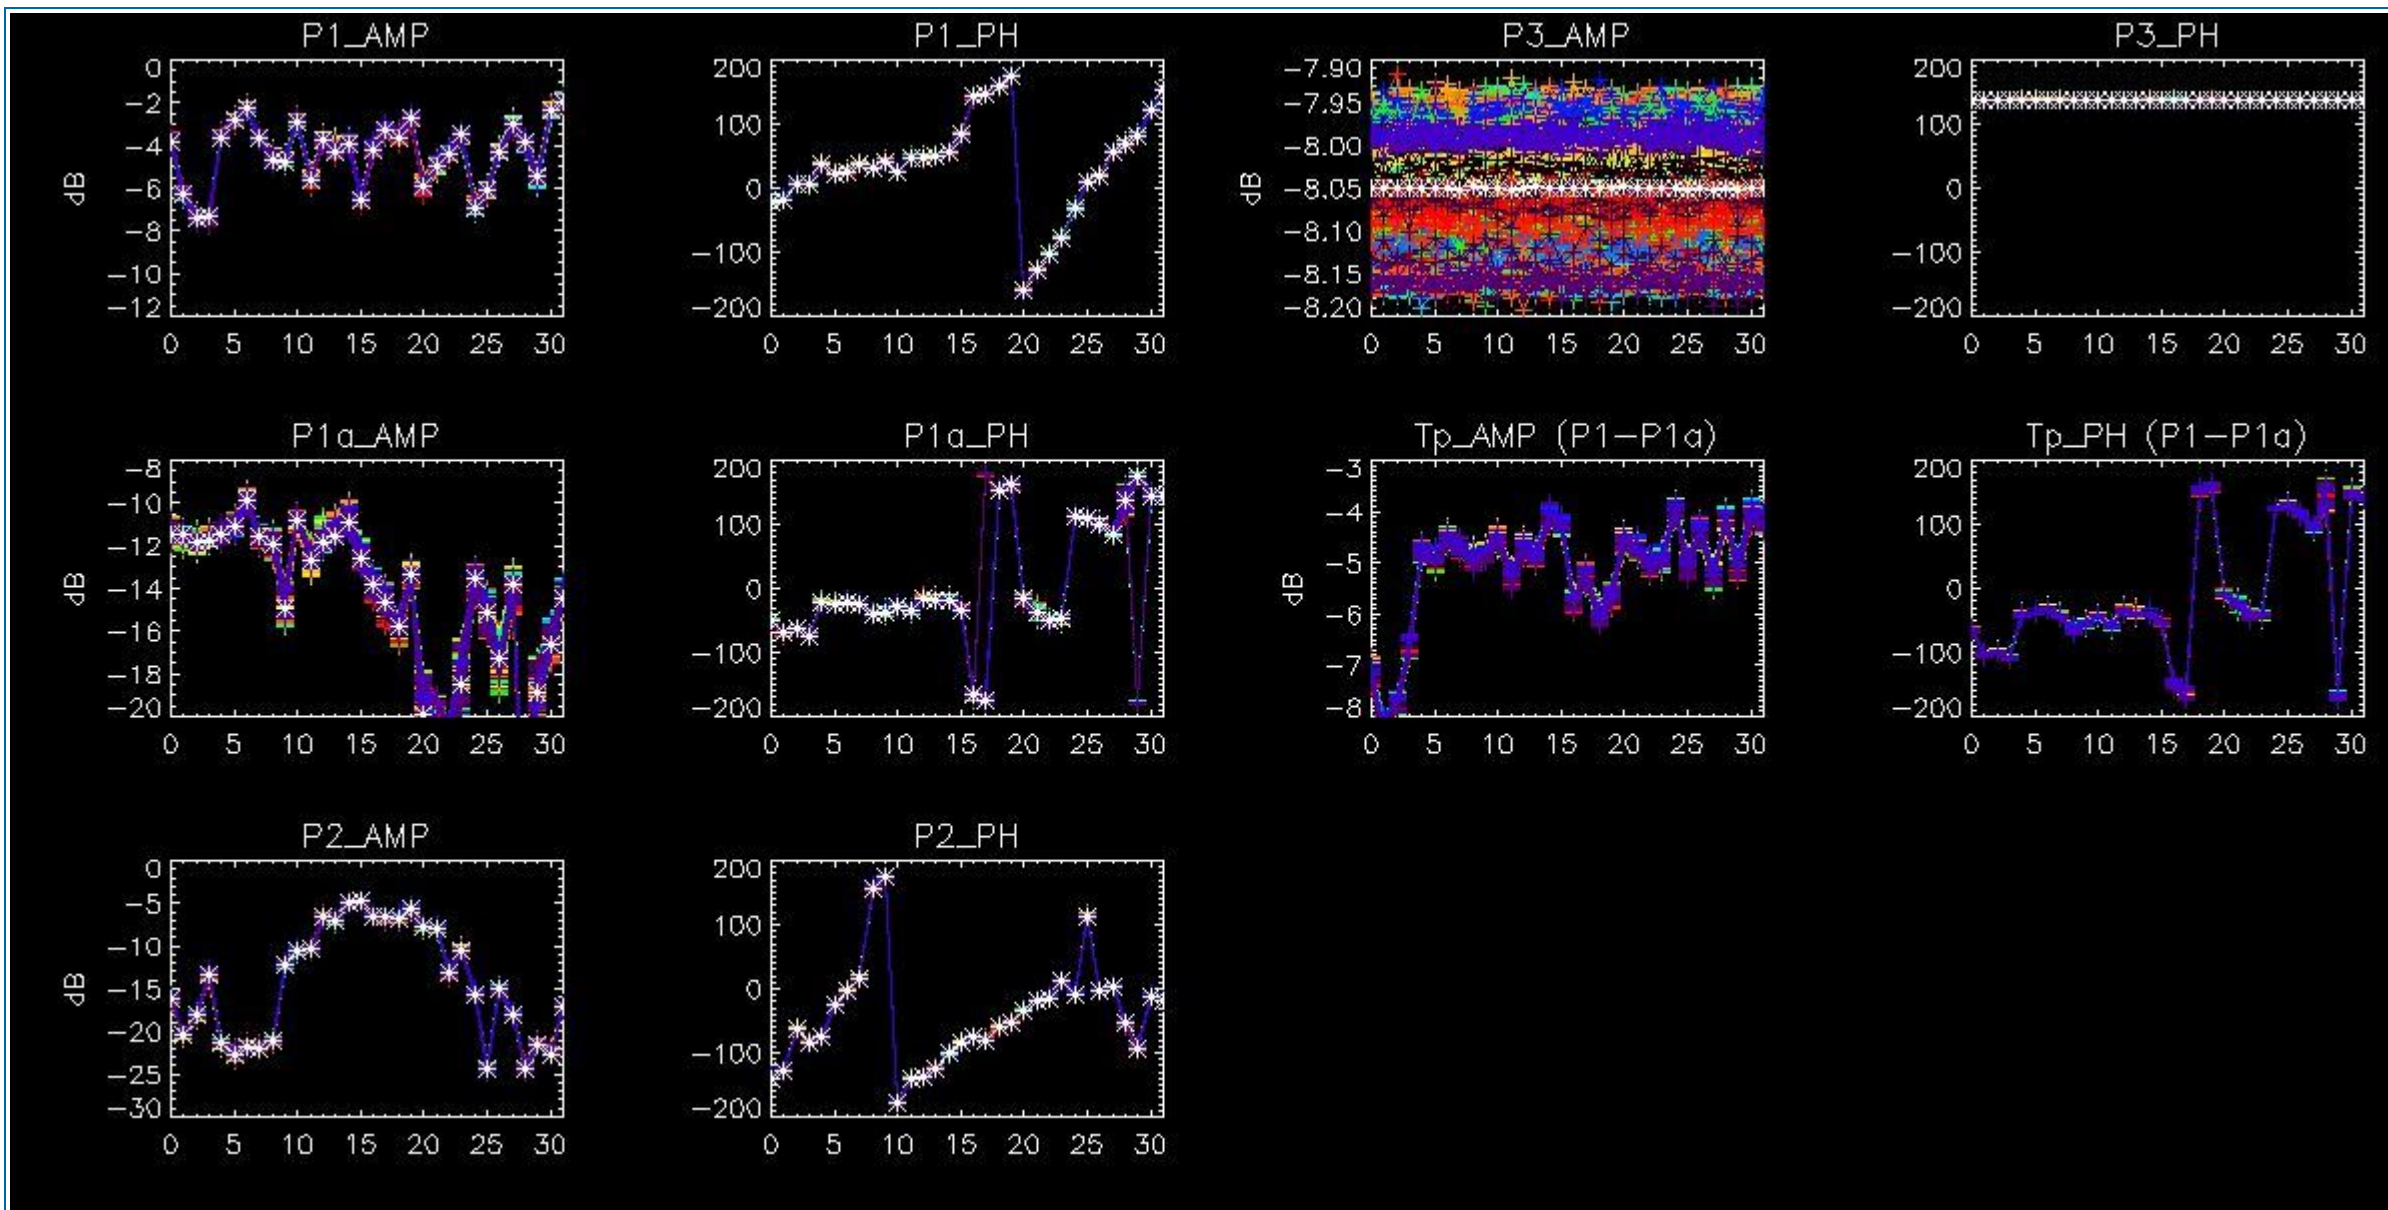 P1_AMP
0
−2
−4
−6
−8
−10
−12
dB
0 5 10 15 20 25 30
P1_PH
200
100
0
−100
−200
0 5 10 15 20 25 30
P3_AMP
−7.90
−7.95
−8.00
−8.05
−8.10
−8.15
−8.20
dB
0 5 10 15 20 25 30
P3_PH
200
100
0
−100
−200
0 5 10 15 20 25 30
P1a_AMP
−8
−10
−12
−14
−16
−18
−20
dB
0 5 10 15 20 25 30
P1a_PH
200
100
0
−100
−200
0 5 10 15 20 25 30
Tp_AMP (P1−P1a)
−3
−4
−5
−6
−7
−8
dB
0 5 10 15 20 25 30
Tp_PH (P1−P1a)
200
100
0
−100
−200
0 5 10 15 20 25 30
P2_AMP
0
−5
−10
−15
−20
−25
−30
dB
0 5 10 15 20 25 30
P2_PH
200
100
0
−100
−200
0 5 10 15 20 25 30